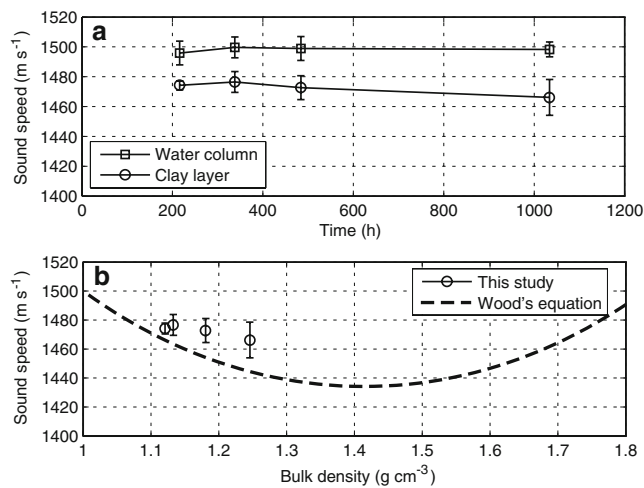 a
Sound speed (m s⁻¹)
1520
1500
1480
1460
1440
1420
1400
Water column
Clay layer
0 200 400 600 800 1000 1200
Time (h)
b
Sound speed (m s⁻¹)
1520
1500
1480
1460
1440
1420
1400
This study
Wood's equation
1 1.1 1.2 1.3 1.4 1.5 1.6 1.7 1.8
Bulk density (g cm⁻³)